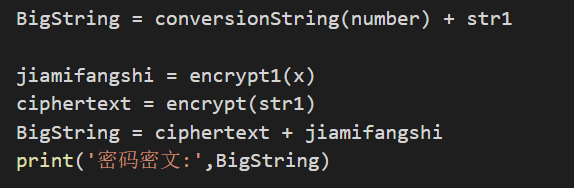 BigString = conversionString(number) + str1
jiamifangshi = encrypt1(x)
ciphertext = encrypt(str1)
BigString = ciphertext + jiamifangshi
print('密码密文:',BigString)